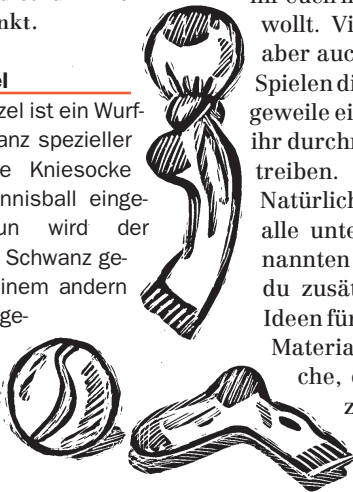 nkt.
el
zel ist ein Wurf-
anz spezieller
e Kniesocke
nnisball einge-
un wird der
Schwanz ge-
inem andern
ge-
wollt. Vi
aber auc
Spielen di
geweile ei
ihr durchr
treiben.
Natürlich
alle unte
nannten
du zusät
Ideen für
Materia
che, 
z